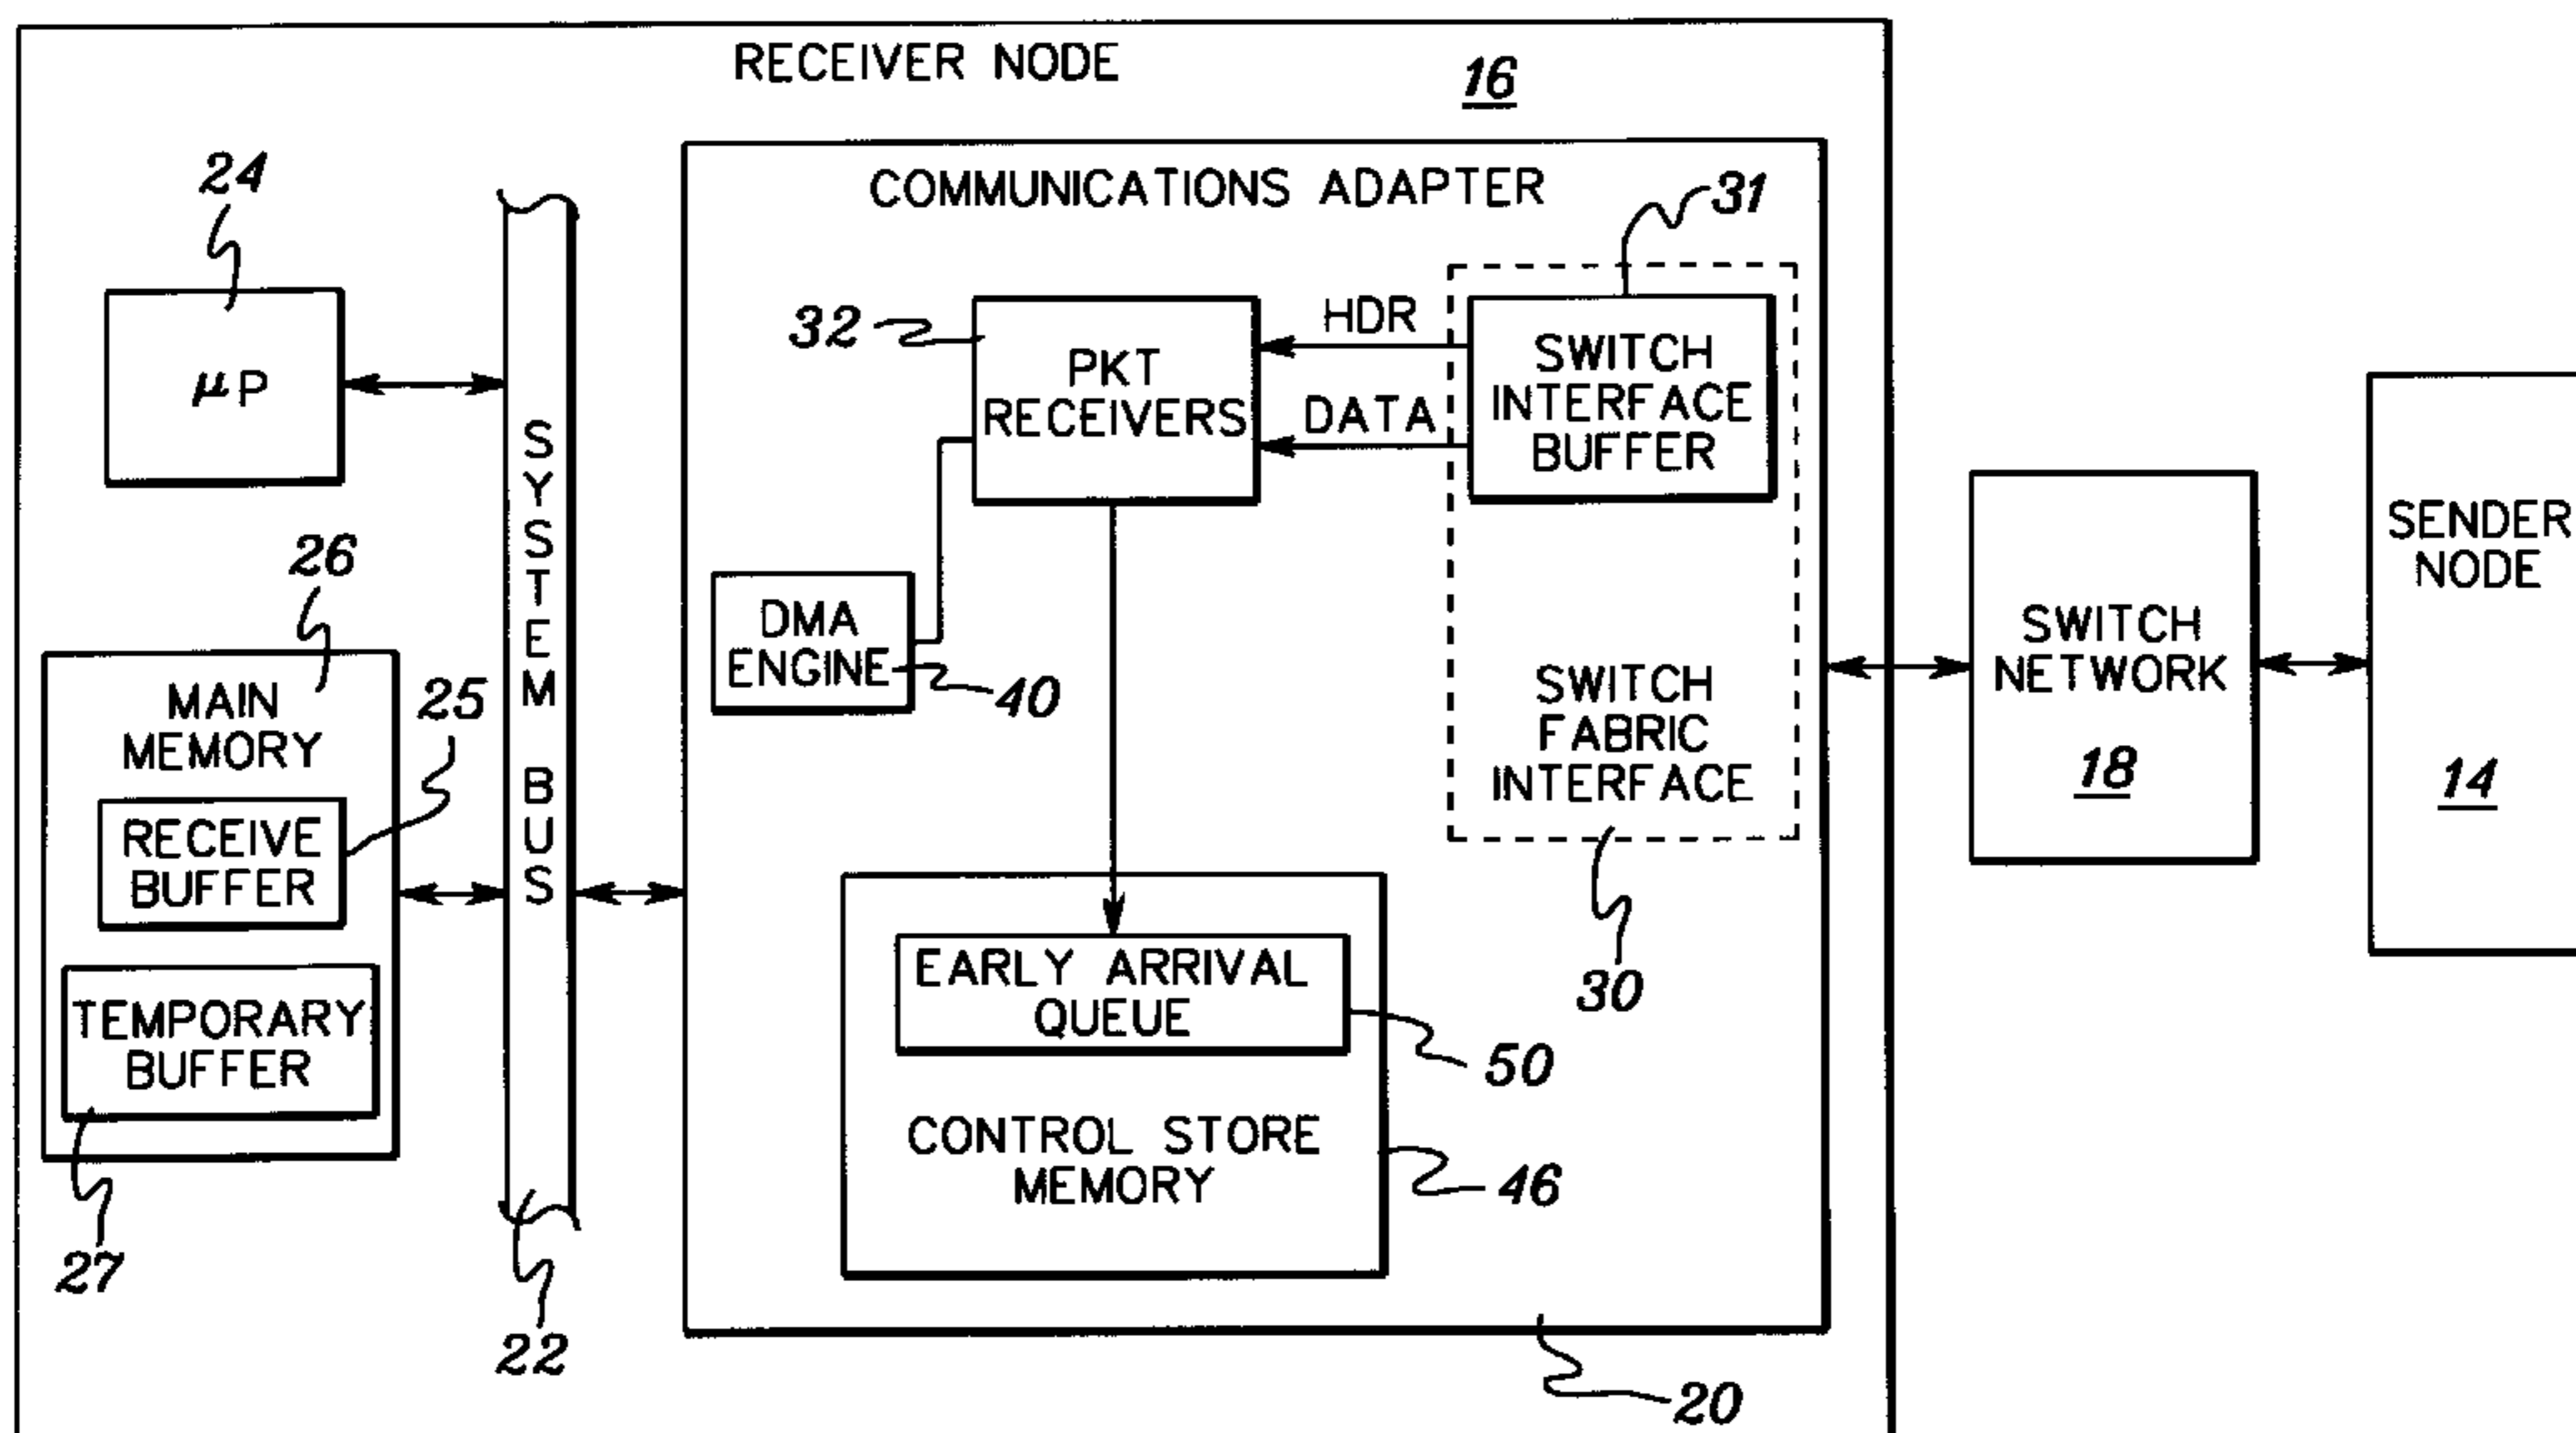 RECEIVER NODE
16
24
COMMUNICATIONS ADAPTER
31
32
HDR
DATA
μP
PKT
RECEIVERS
SWITCH
INTERFACE
BUFFER
SYSTEM BUS
26
MAIN
MEMORY
25
RECEIVE
BUFFER
TEMPORARY
BUFFER
27
22
DMA
ENGINE
40
SWITCH
FABRIC
INTERFACE
30
EARLY ARRIVAL
QUEUE
50
CONTROL STORE
MEMORY
46
20
SWITCH
NETWORK
18
SENDER
NODE
14